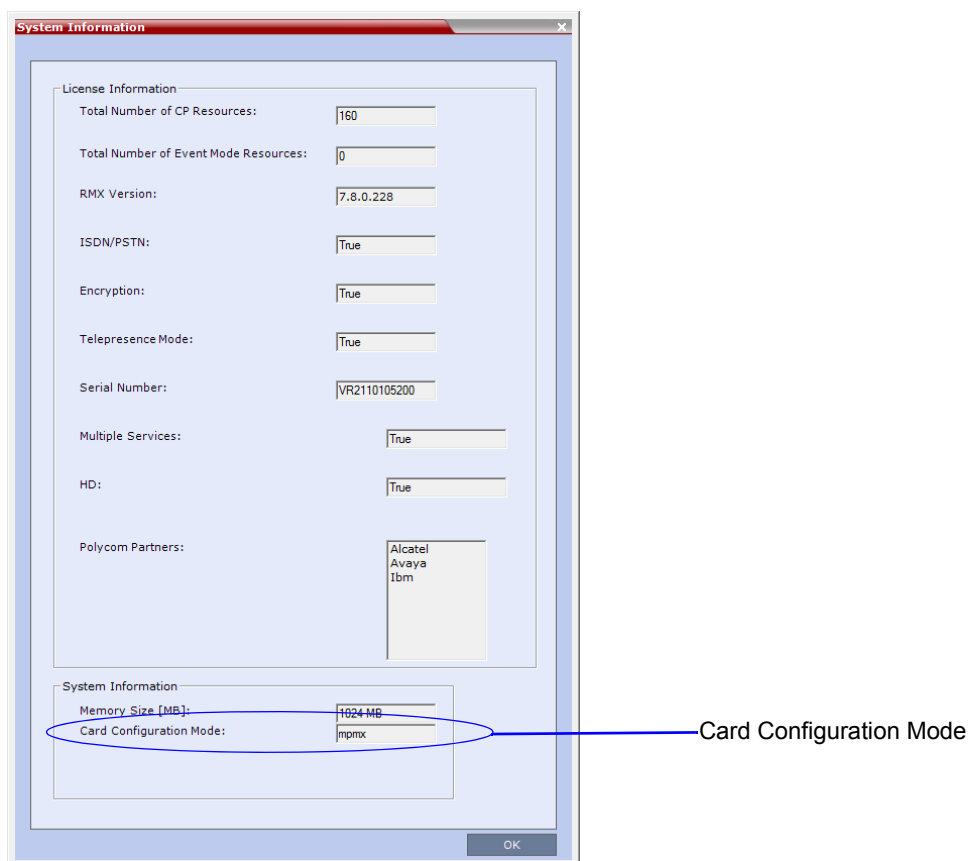 System Information
License Information
Total Number of CP Resources: 160
Total Number of Event Mode Resources: 0
RMX Version: 7.8.0.228
ISDN/PSTN: True
Encryption: True
Telepresence Mode: True
Serial Number: VR2110105200
Multiple Services: True
HD: True
Polycom Partners: Alcatel
Avaya
Ibm
System Information
Memory Size [MB]: 1024 MB
Card Configuration Mode: mpmx
Card Configuration Mode
OK